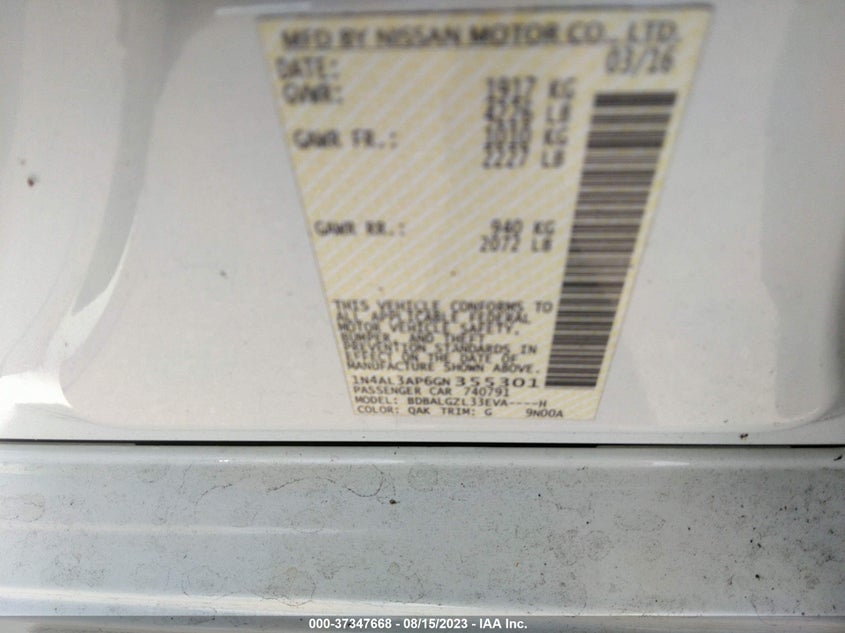 MFD BY NISSAN MOTOR CO., LTD.
DATE: 03/16
GVWR: 1917 KG
4226 LB
GAWR FR.: 1010 KG
2227 LB
GAWR RR.: 940 KG
2072 LB
THIS VEHICLE CONFORMS TO
ALL APPLICABLE FEDERAL
MOTOR VEHICLE SAFETY,
BUMPER, AND THEFT
PREVENTION STANDARDS IN
EFFECT ON THE DATE OF
MANUFACTURE SHOWN ABOVE.
1N4AL3AP6GN355301
PASSENGER CAR 740791
MODEL: BDBALGZL33EVA----H
COLOR: QAK TRIM: G 9N00A
000-37347668 - 08/15/2023 - IAA Inc.